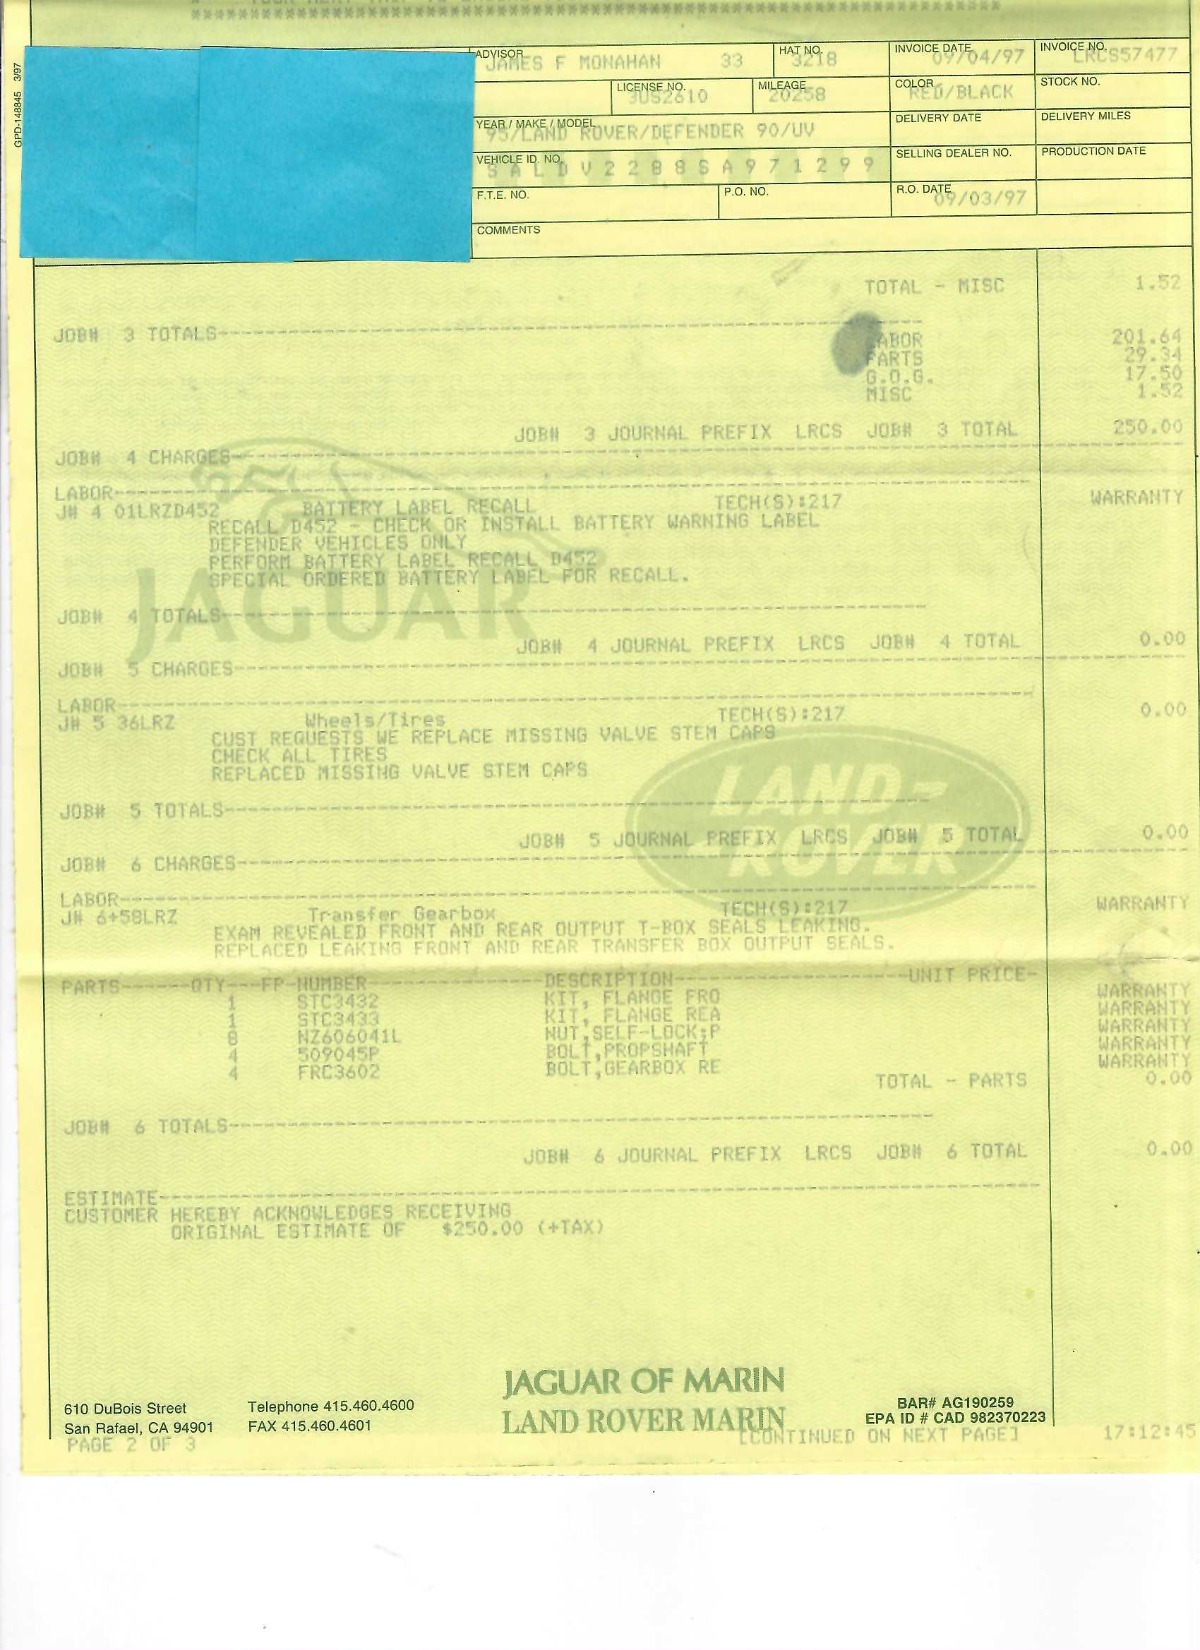 GPD-148845 3/97
ADVISOR JAMES F MONAHAN 33 HAT NO. 3218 INVOICE DATE 09/04/97 INVOICE NO. LRCS57477
LICENSE NO. 3US2610 MILEAGE 20258 COLOR RED/BLACK STOCK NO.
YEAR / MAKE / MODEL 95/LAND ROVER/DEFENDER 90/UV DELIVERY DATE DELIVERY MILES
VEHICLE ID. NO. S A L D V 2 2 8 8 S A 9 7 1 2 9 9 SELLING DEALER NO. PRODUCTION DATE
F.T.E. NO. P.O. NO. R.O. DATE 09/03/97
COMMENTS
TOTAL - MISC 1.52
JOB# 3 TOTALS
LABOR 201.64
PARTS 29.34
G.O.G. 17.50
MISC 1.52
JOB# 3 JOURNAL PREFIX LRCS JOB# 3 TOTAL 250.00
JOB# 4 CHARGES
LABOR
J# 4 01LRZD452 BATTERY LABEL RECALL TECH(S):217 WARRANTY
RECALL D452 - CHECK OR INSTALL BATTERY WARNING LABEL
DEFENDER VEHICLES ONLY
PERFORM BATTERY LABEL RECALL D452
SPECIAL ORDERED BATTERY LABEL FOR RECALL.
JAGUAR
JOB# 4 TOTALS
JOB# 4 JOURNAL PREFIX LRCS JOB# 4 TOTAL 0.00
JOB# 5 CHARGES
LABOR
J# 5 36LRZ Wheels/Tires TECH(S):217 0.00
CUST REQUESTS WE REPLACE MISSING VALVE STEM CAPS
CHECK ALL TIRES
REPLACED MISSING VALVE STEM CAPS
LAND-
ROVER
JOB# 5 TOTALS
JOB# 5 JOURNAL PREFIX LRCS JOB# 5 TOTAL 0.00
JOB# 6 CHARGES
LABOR
J# 6+58LRZ Transfer Gearbox TECH(S):217 WARRANTY
EXAM REVEALED FRONT AND REAR OUTPUT T-BOX SEALS LEAKING.
REPLACED LEAKING FRONT AND REAR TRANSFER BOX OUTPUT SEALS.
PARTS------QTY---FP-NUMBER---------------DESCRIPTION--------------------UNIT PRICE-
1 STC3432 KIT, FLANGE FRO WARRANTY
1 STC3433 KIT, FLANGE REA WARRANTY
8 NZ606041L NUT,SELF-LOCK;P WARRANTY
4 509045P BOLT,PROPSHAFT WARRANTY
4 FRC3602 BOLT,GEARBOX RE WARRANTY
TOTAL - PARTS 0.00
JOB# 6 TOTALS
JOB# 6 JOURNAL PREFIX LRCS JOB# 6 TOTAL 0.00
ESTIMATE
CUSTOMER HEREBY ACKNOWLEDGES RECEIVING
ORIGINAL ESTIMATE OF $250.00 (+TAX)
JAGUAR OF MARIN
LAND ROVER MARIN
610 DuBois Street Telephone 415.460.4600 BAR# AG190259
San Rafael, CA 94901 FAX 415.460.4601 EPA ID # CAD 982370223
PAGE 2 OF 3 [CONTINUED ON NEXT PAGE] 17:12:45